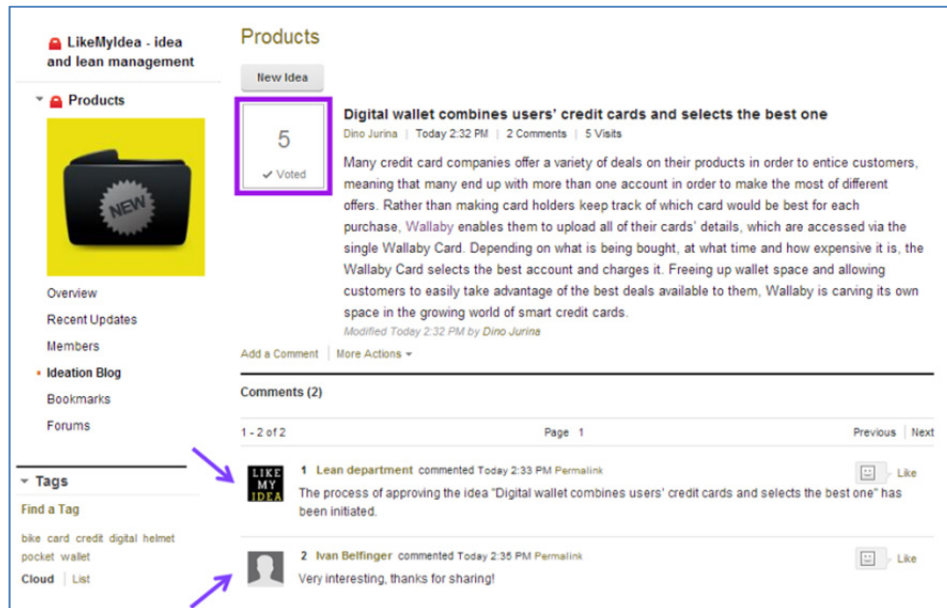 LikeMyIdea - idea
and lean management
Products
NEW
Overview
Recent Updates
Members
Ideation Blog
Bookmarks
Forums
Tags
Find a Tag
bike card credit digital helmet
pocket wallet
Cloud | List
Products
New Idea
5
Voted
Digital wallet combines users' credit cards and selects the best one
Dino Jurina | Today 2:32 PM | 2 Comments | 5 Visits
Many credit card companies offer a variety of deals on their products in order to entice customers,
meaning that many end up with more than one account in order to make the most of different
offers. Rather than making card holders keep track of which card would be best for each
purchase, Wallaby enables them to upload all of their cards' details, which are accessed via the
single Wallaby Card. Depending on what is being bought, at what time and how expensive it is, the
Wallaby Card selects the best account and charges it. Freeing up wallet space and allowing
customers to easily take advantage of the best deals available to them, Wallaby is carving its own
space in the growing world of smart credit cards.
Modified Today 2:32 PM by Dino Jurina
Add a Comment | More Actions
Comments (2)
1 - 2 of 2 Page 1 Previous | Next
LIKE
MY
IDEA
1 Lean department commented Today 2:33 PM Permalink
Like
The process of approving the idea "Digital wallet combines users' credit cards and selects the best one" has
been initiated.
2 Ivan Belfinger commented Today 2:35 PM Permalink
Like
Very interesting, thanks for sharing!